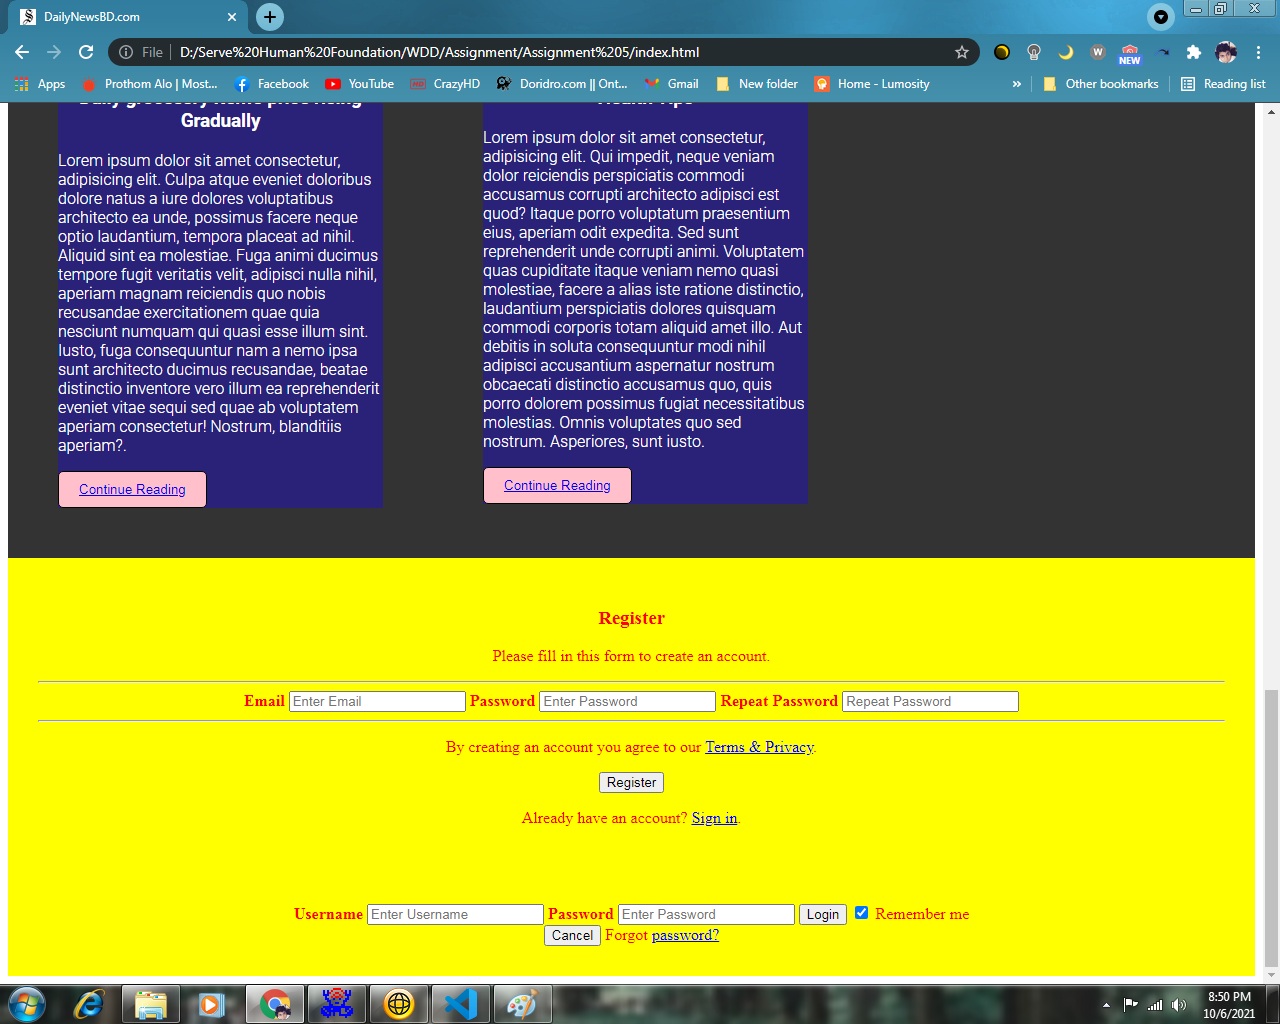 DailyNewsBD.com
File | D:/Serve%20Human%20Foundation/WDD/Assignment/Assignment%205/index.html
NEW
Apps Prothom Alo | Most... Facebook YouTube HD CrazyHD Doridro.com || Ont... Gmail New folder Home - Lumosity » Other bookmarks Reading list
Daily groccery items price rising
Gradually
Lorem ipsum dolor sit amet consectetur,
adipisicing elit. Culpa atque eveniet doloribus
dolore natus a iure dolores voluptatibus
architecto ea unde, possimus facere neque
optio laudantium, tempora placeat ad nihil.
Aliquid sint ea molestiae. Fuga animi ducimus
tempore fugit veritatis velit, adipisci nulla nihil,
aperiam magnam reiciendis quo nobis
recusandae exercitationem quae quia
nesciunt numquam qui quasi esse illum sint.
Iusto, fuga consequuntur nam a nemo ipsa
sunt architecto ducimus recusandae, beatae
distinctio inventore vero illum ea reprehenderit
eveniet vitae sequi sed quae ab voluptatem
aperiam consectetur! Nostrum, blanditiis
aperiam?.
Continue Reading
Health Tips
Lorem ipsum dolor sit amet consectetur,
adipisicing elit. Qui impedit, neque veniam
dolor reiciendis perspiciatis commodi
accusamus corrupti architecto adipisci est
quod? Itaque porro voluptatum praesentium
eius, aperiam odit expedita. Sed sunt
reprehenderit unde corrupti animi. Voluptatem
quas cupiditate itaque veniam nemo quasi
molestiae, facere a alias iste ratione distinctio,
laudantium perspiciatis dolores quisquam
commodi corporis totam aliquid amet illo. Aut
debitis in soluta consequuntur modi nihil
adipisci accusantium aspernatur nostrum
obcaecati distinctio accusamus quo, quis
porro dolorem possimus fugiat necessitatibus
molestias. Omnis voluptates quo sed
nostrum. Asperiores, sunt iusto.
Continue Reading
Register
Please fill in this form to create an account.
Email Enter Email Password Enter Password Repeat Password Repeat Password
By creating an account you agree to our Terms & Privacy.
Register
Already have an account? Sign in.
Username Enter Username Password Enter Password Login Remember me
Cancel Forgot password?
8:50 PM
10/6/2021